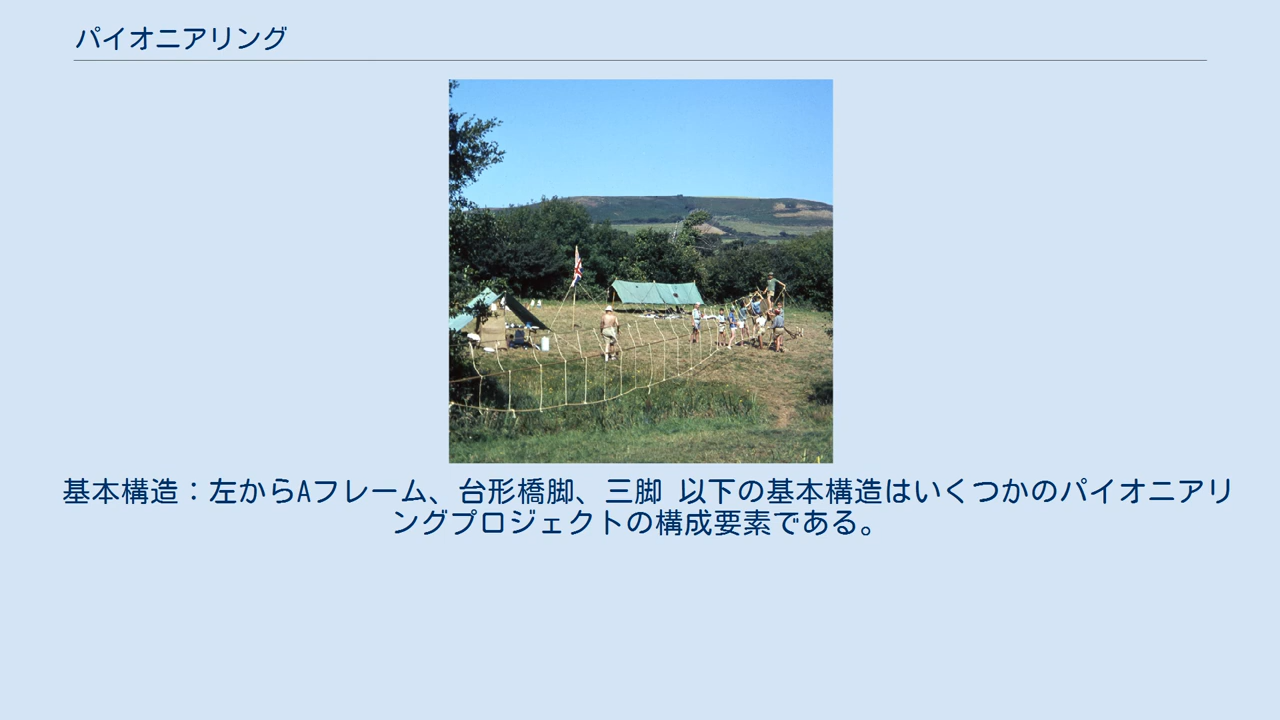 パイオニアリング
基本構造：左からAフレーム、台形橋脚、三脚 以下の基本構造はいくつかのパイオニアリ
ングプロジェクトの構成要素である。